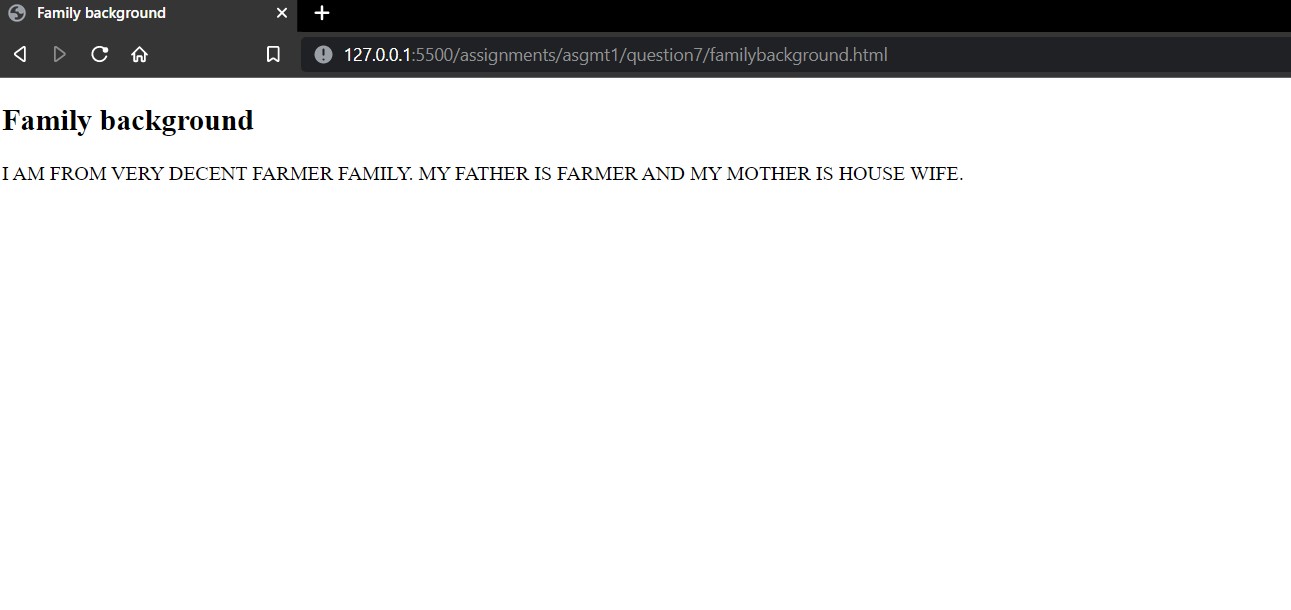 Family background
127.0.0.1:5500/assignments/asgmt1/question7/familybackground.html
Family background
I AM FROM VERY DECENT FARMER FAMILY. MY FATHER IS FARMER AND MY MOTHER IS HOUSE WIFE.